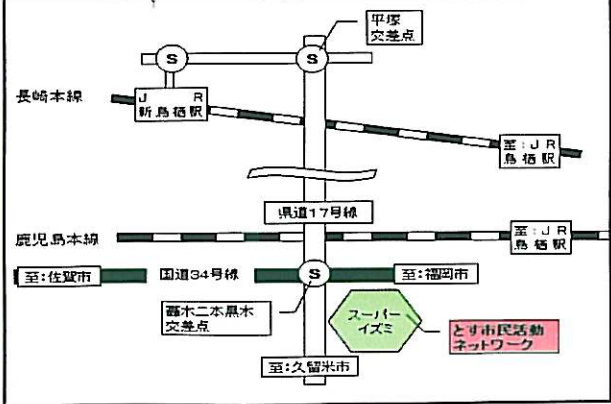 平塚
交差点
S
S
長崎本線
J R
新鳥栖駅
至:JR
鳥栖駅
県道17号線
鹿児島本線
至:JR
鳥栖駅
至:佐賀市
国道34号線
S
至:福岡市
轟木二本黒木
交差点
スーパー
イズミ
とす市民活動
ネットワーク
至:久留米市